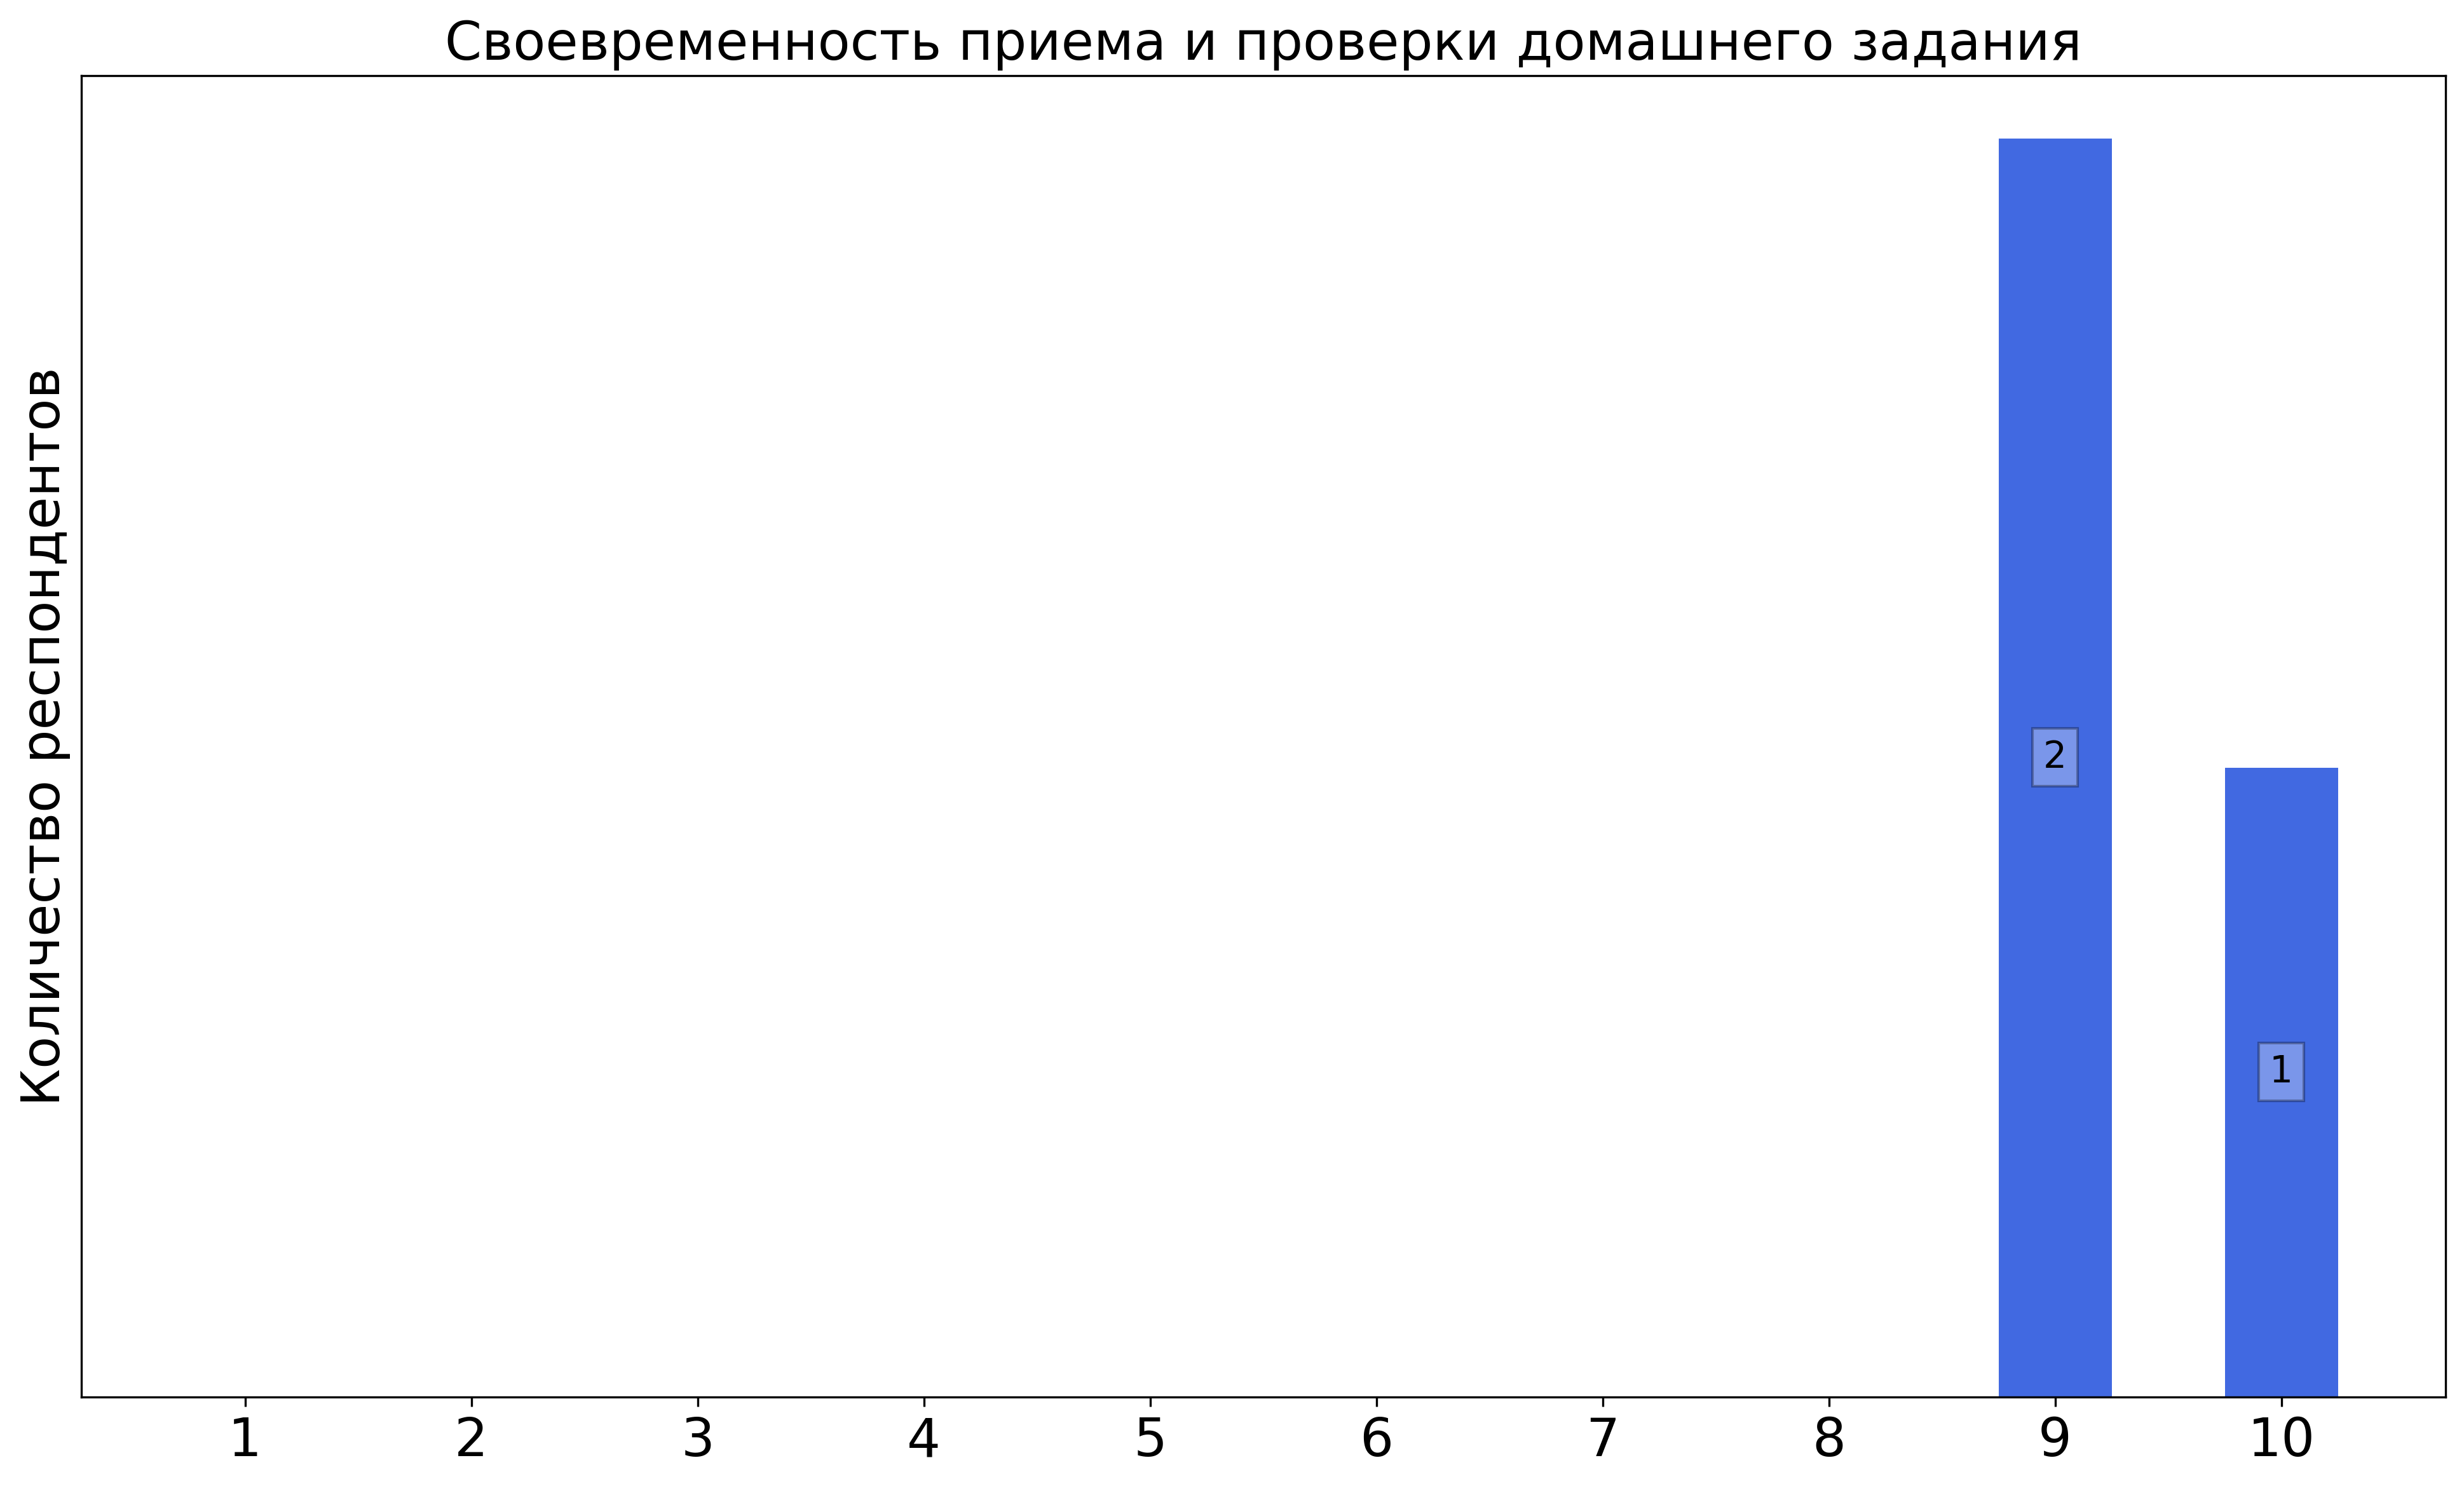 Своевременность приема и проверки домашнего задания
Количество респондентов
2
1
1 2 3 4 5 6 7 8 9 10